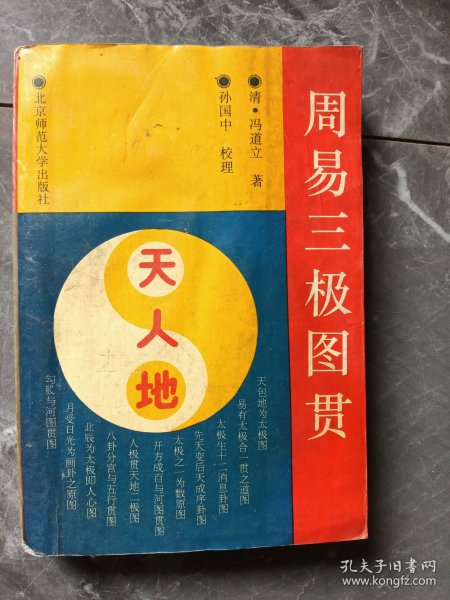 周易三极图贯
清·冯道立 著
孙国中 校理
北京师范大学出版社
天
人
地
天包地为太极图
易有太极合一贯之道图
太极生十二消息卦图
先天变后天成序卦图
太极之一为数原图
开方成百与河图贯图
人极贯天地二极图
八卦分宫与五行贯图
北辰为太极即人心图
月受日光为画卦之原图
勾股与河图贯图
孔夫子旧书网
www.kongfz.com